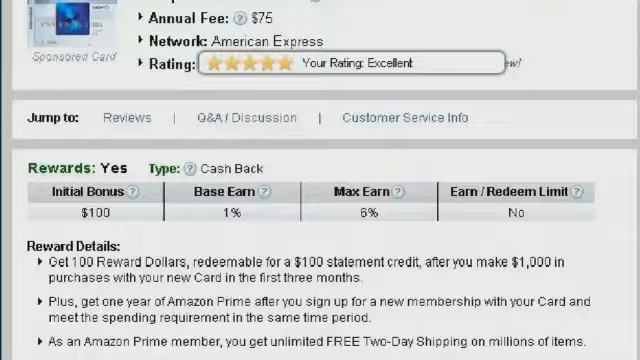 Annual Fee: ? $75
Network: American Express
Sponsored Card
Rating: Your Rating: Excellent ew!
Jump to: Reviews | Q&A / Discussion | Customer Service Info
Rewards: Yes Type: ? Cash Back
Initial Bonus ? Base Earn ? Max Earn ? Earn / Redeem Limit ?
$100 1% 6% No
Reward Details:
Get 100 Reward Dollars, redeemable for a $100 statement credit, after you make $1,000 in
purchases with your new Card in the first three months.
Plus, get one year of Amazon Prime after you sign up for a new membership with your Card and
meet the spending requirement in the same time period.
As an Amazon Prime member, you get unlimited FREE Two-Day Shipping on millions of items.